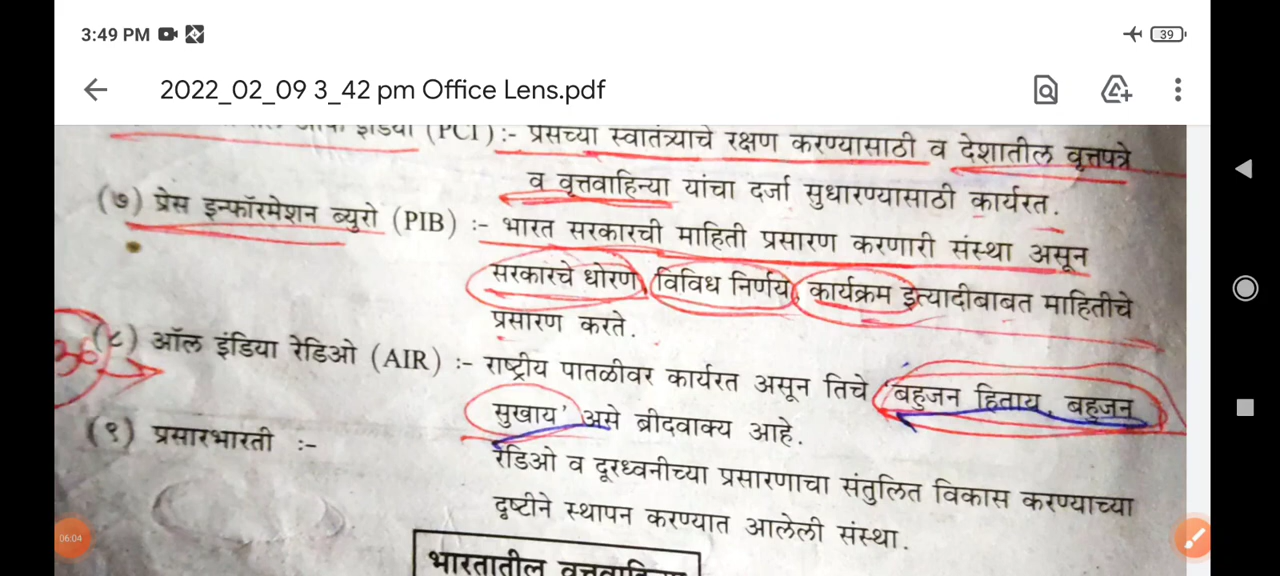 3:49 PM
39
2022_02_09 3_42 pm Office Lens.pdf
इंडिया (PCI) :- प्रेसच्या स्वातंत्र्याचे रक्षण करण्यासाठी व देशातील वृत्तपत्रे
व वृत्तवाहिन्या यांचा दर्जा सुधारण्यासाठी कार्यरत.
(७) प्रेस इन्फॉरमेशन ब्युरो (PIB) :- भारत सरकारची माहिती प्रसारण करणारी संस्था असून
सरकारचे धोरण, विविध निर्णय, कार्यक्रम इत्यादीबाबत माहितीचे
प्रसारण करते.
(८) ऑल इंडिया रेडिओ (AIR) :- राष्ट्रीय पातळीवर कार्यरत असून तिचे 'बहुजन हिताय, बहुजन
सुखाय' असे ब्रीदवाक्य आहे.
(९) प्रसारभारती :-
रेडिओ व दूरध्वनीच्या प्रसारणाचा संतुलित विकास करण्याच्या
दृष्टीने स्थापन करण्यात आलेली संस्था.
06:04
भारतातील